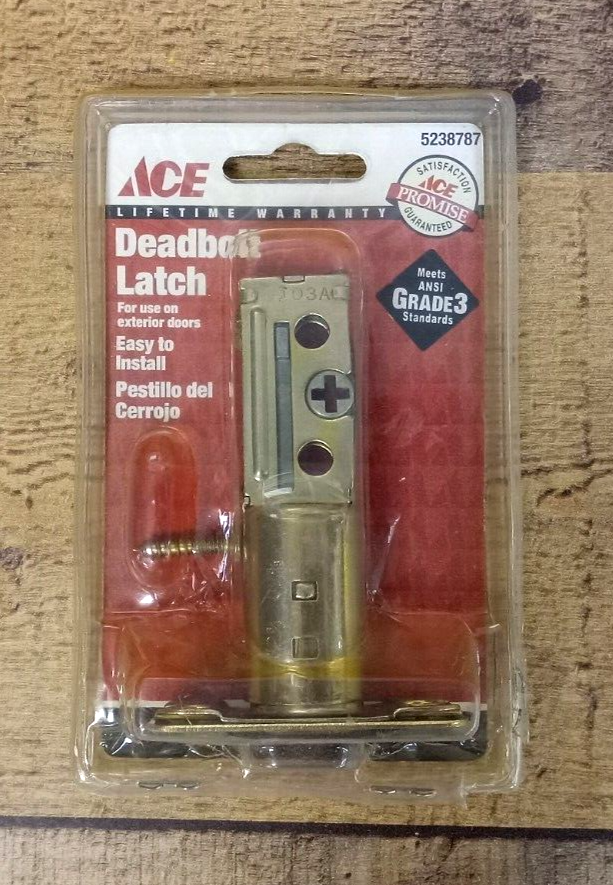 5238787
ACE
SATISFACTION
ACE
PROMISE
GUARANTEED
LIFETIME WARRANTY
Deadbolt
Latch
For use on
exterior doors
Easy to
Install
Pestillo del
Cerrojo
Meets
ANSI
GRADE3
Standards